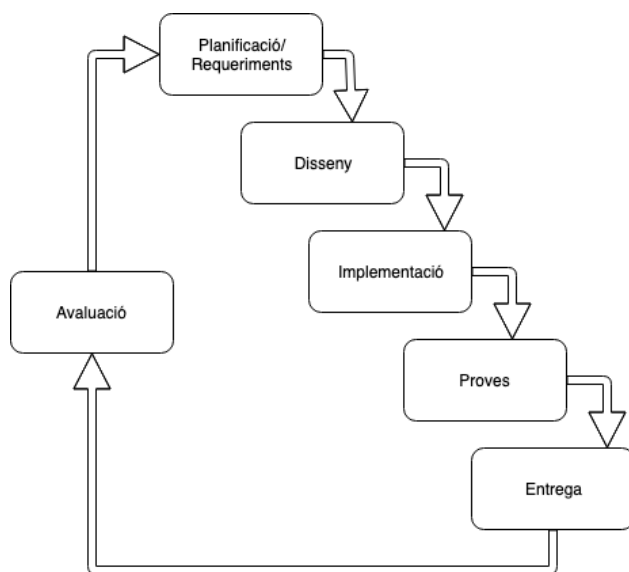 Planificació/
Requeriments
Disseny
Implementació
Avaluació
Proves
Entrega